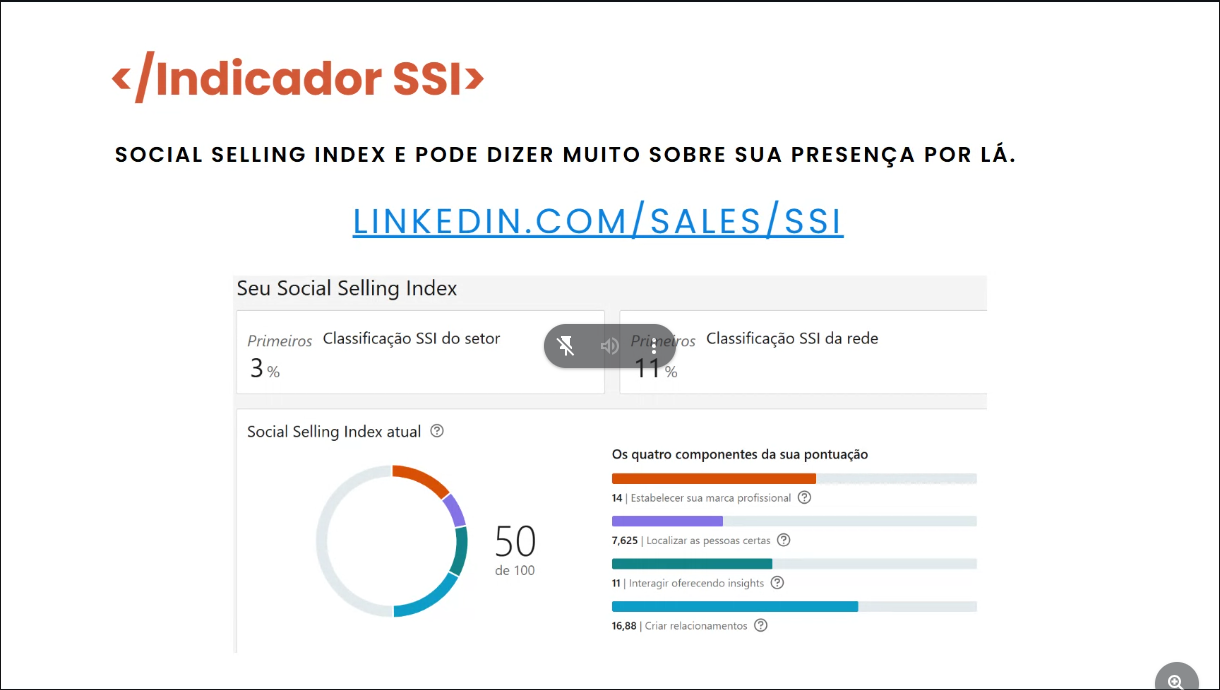 </Indicador SSI>
SOCIAL SELLING INDEX E PODE DIZER MUITO SOBRE SUA PRESENÇA POR LÁ.
LINKEDIN.COM/SALES/SSI
Seu Social Selling Index
Primeiros Classificação SSI do setor
3 %
Primeiros Classificação SSI da rede
11 %
Social Selling Index atual ?
50
de 100
Os quatro componentes da sua pontuação
14 | Estabelecer sua marca profissional ?
7,625 | Localizar as pessoas certas ?
11 | Interagir oferecendo insights ?
16,88 | Criar relacionamentos ?